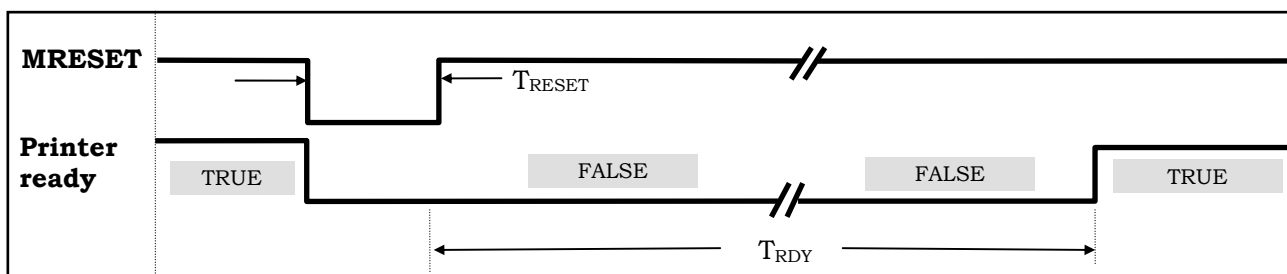 MRESET
TRESET
Printer
ready
TRUE
FALSE
FALSE
TRUE
TRDY